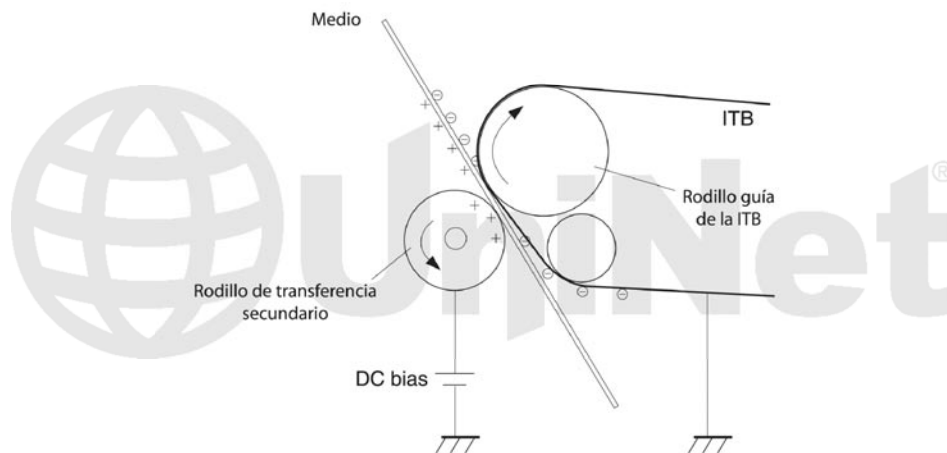 Medio
ITB
Rodillo guía
de la ITB
Rodillo de transferencia
secundario
DC bias
UniNet®